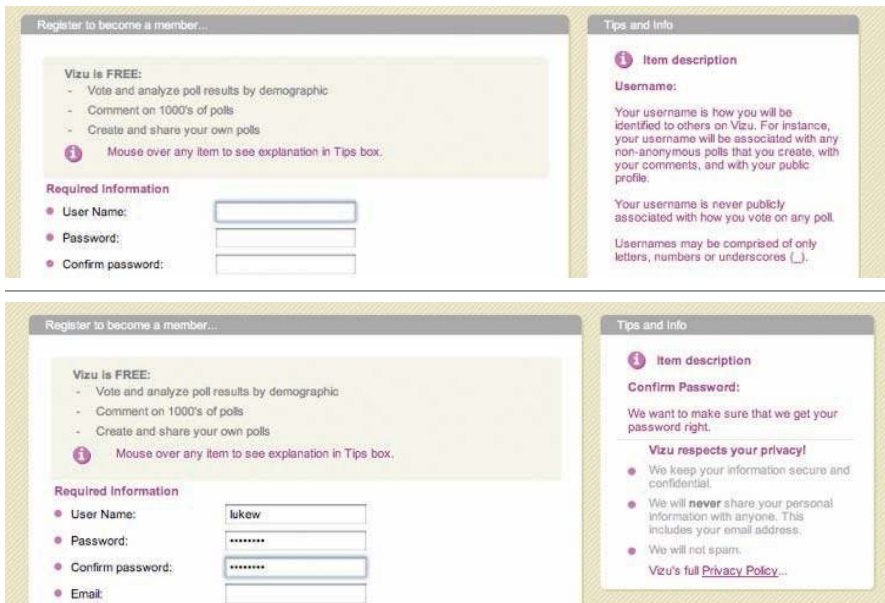 Register to become a member...
Vizu is FREE:
- Vote and analyze poll results by demographic
- Comment on 1000's of polls
- Create and share your own polls
Mouse over any item to see explanation in Tips box.
Required Information
User Name:
Password:
Confirm password:
Tips and Info
Item description
Username:
Your username is how you will be
identified to others on Vizu. For instance,
your username will be associated with any
non-anonymous polls that you create, with
your comments, and with your public
profile.
Your username is never publicly
associated with how you vote on any poll.
Usernames may be comprised of only
letters, numbers or underscores (_).
Register to become a member...
Vizu is FREE:
- Vote and analyze poll results by demographic
- Comment on 1000's of polls
- Create and share your own polls
Mouse over any item to see explanation in Tips box.
Required Information
User Name: lukew
Password: ••••••••
Confirm password: ••••••••
Email:
Tips and Info
Item description
Confirm Password:
We want to make sure that we get your
password right.
Vizu respects your privacy!
We keep your information secure and
confidential.
We will never share your personal
information with anyone. This
includes your email address.
We will not spam.
Vizu's full Privacy Policy...